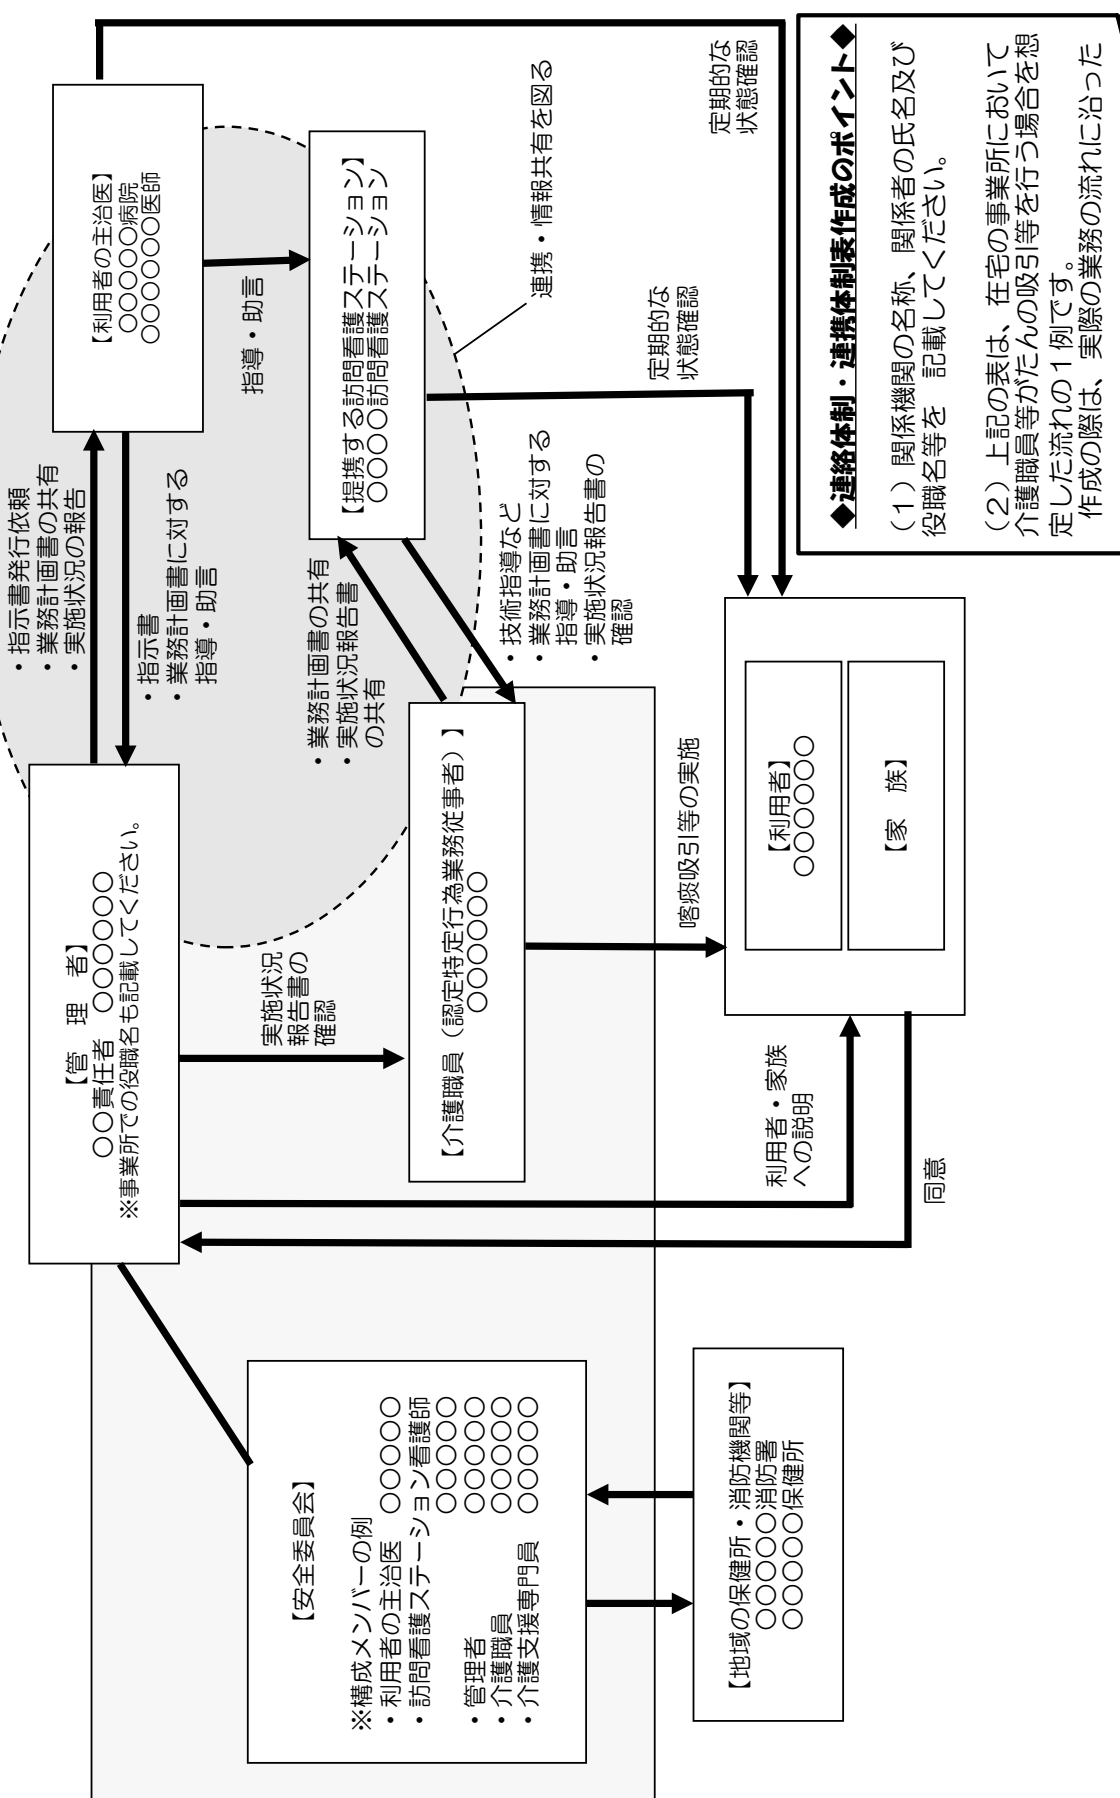 【安全委員会】
※構成メンバーの例
・利用者の主治医　○○○○○
・訪問看護ステーション看護師
○○○○○
・管理者　○○○○○
・介護職員　○○○○○
・介護支援専門員　○○○○○
【地域の保健所・消防機関等】
○○○○○消防署
○○○○○保健所
【管　理　者】
○○責任者　○○○○○○
※事業所での役職名も記載してください。
実施状況
報告書の
確認
【介護職員（認定特定行為業務従事者）】
○○○○○○
喀痰吸引等の実施
利用者・家族
への説明
同意
【利用者】
○○○○○○
【家　族】
・指示書発行依頼
・業務計画書の共有
・実施状況の報告
・指示書
・業務計画書に対する
指導・助言
・業務計画書の共有
・実施状況報告書
の共有
・技術指導など
・業務計画書に対する
指導・助言
・実施状況報告書の
確認
【利用者の主治医】
○○○○○病院
○○○○○○○医師
指導・助言
【提携する訪問看護ステーション】
○○○○訪問看護ステーション
連携・情報共有を図る
定期的な
状態確認
定期的な
状態確認
◆連絡体制・連携体制表作成のポイント◆
（１）関係機関の名称、関係者の氏名及び
役職名等を　記載してください。
（２）上記の表は、在宅の事業所において
介護職員等がたんの吸引等を行う場合を想
定した流れの１例です。
作成の際は、実際の業務の流れに沿った